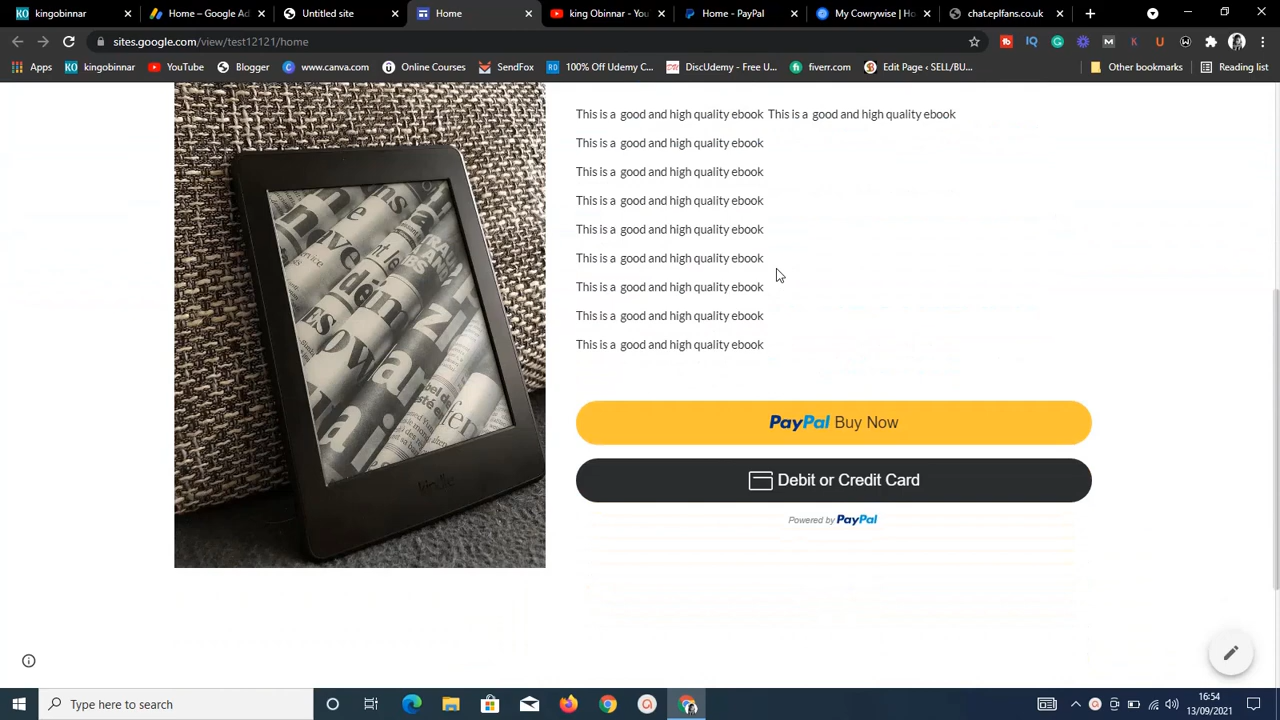 Home – Google Ad
Untitled site
Home
king Obinnar - You
Home - PayPal
My Cowrywise | Ho
chat.eplfans.co.uk
sites.google.com/view/test12121/home
Apps
kingobinnar
YouTube
Blogger
www.canva.com
Online Courses
SendFox
100% Off Udemy C...
DiscUdemy - Free U...
fiverr.com
Edit Page ‹ SELL/BU...
Other bookmarks
Reading list
This is a good and high quality ebook This is a good and high quality ebook
This is a good and high quality ebook
This is a good and high quality ebook
This is a good and high quality ebook
This is a good and high quality ebook
This is a good and high quality ebook
This is a good and high quality ebook
This is a good and high quality ebook
This is a good and high quality ebook
PayPal Buy Now
Debit or Credit Card
Powered by PayPal
Type here to search
16:54
13/09/2021